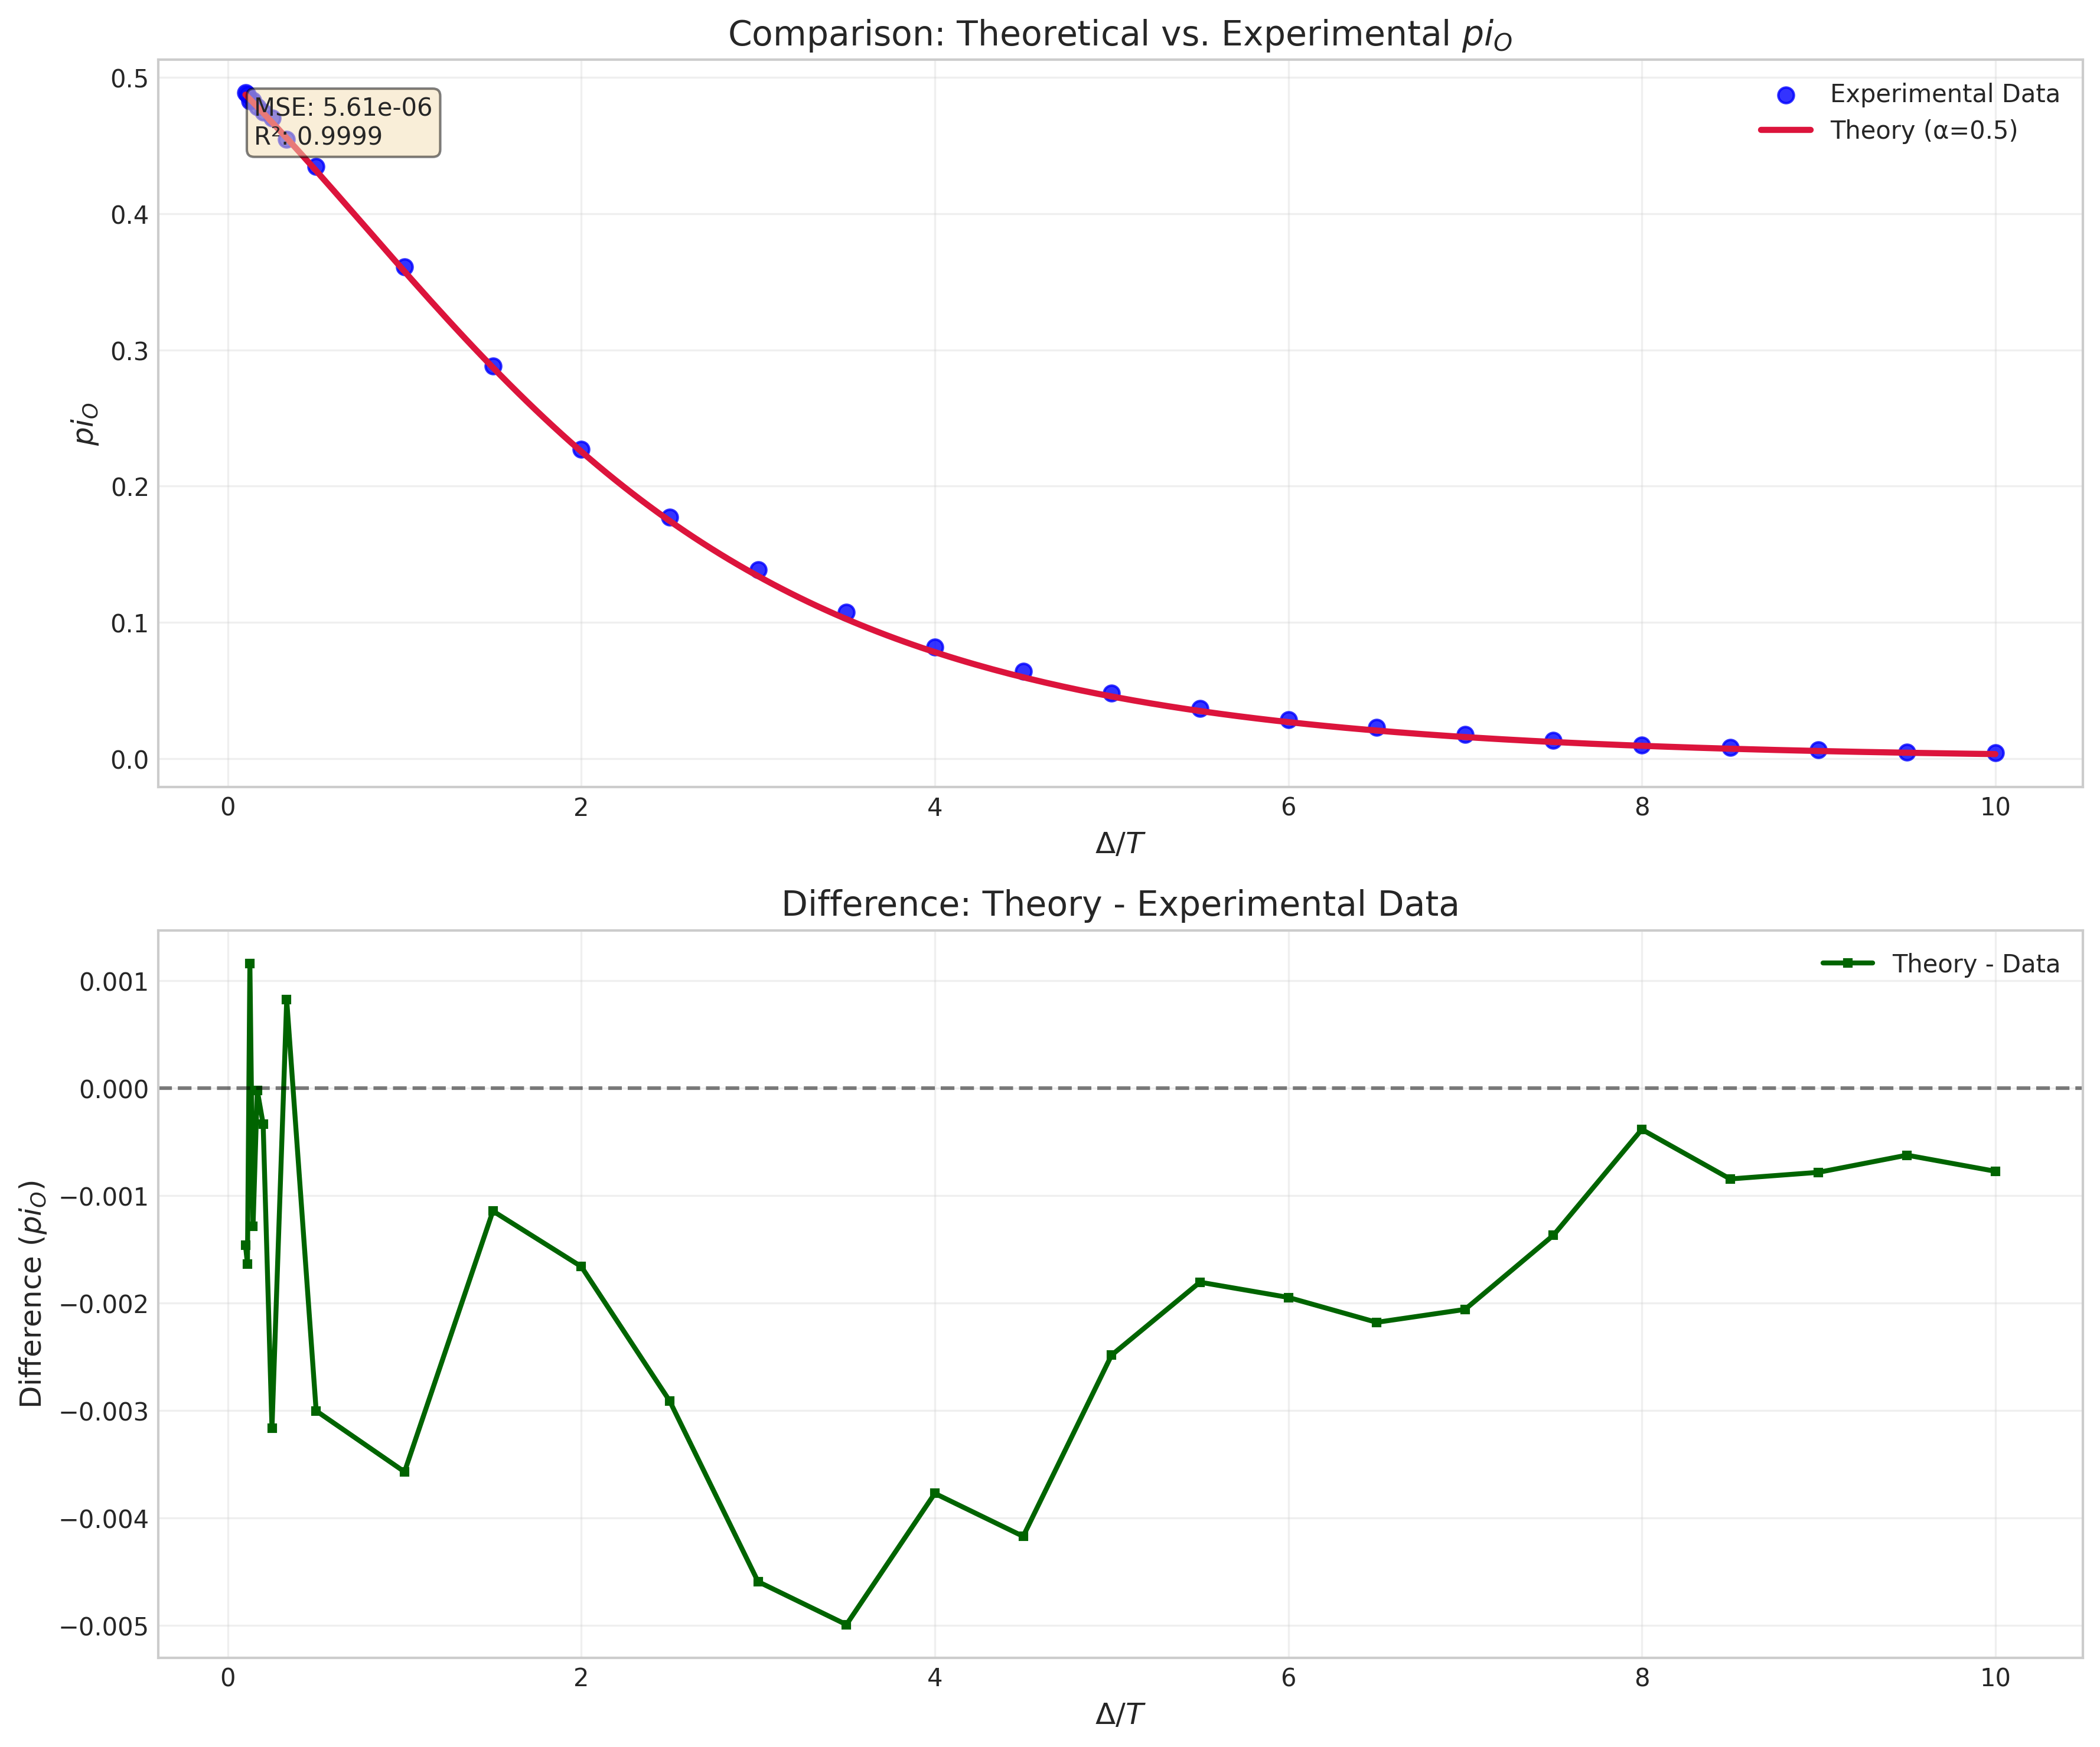 Comparison: Theoretical vs. Experimental pi_O
0.5
0.4
0.3
0.2
0.1
0.0
pi_O
MSE: 5.61e-06
R²: 0.9999
Experimental Data
Theory (α=0.5)
0 2 4 6 8 10
Δ/T
Difference: Theory - Experimental Data
0.001
0.000
−0.001
−0.002
−0.003
−0.004
−0.005
Difference (pi_O)
Theory - Data
0 2 4 6 8 10
Δ/T